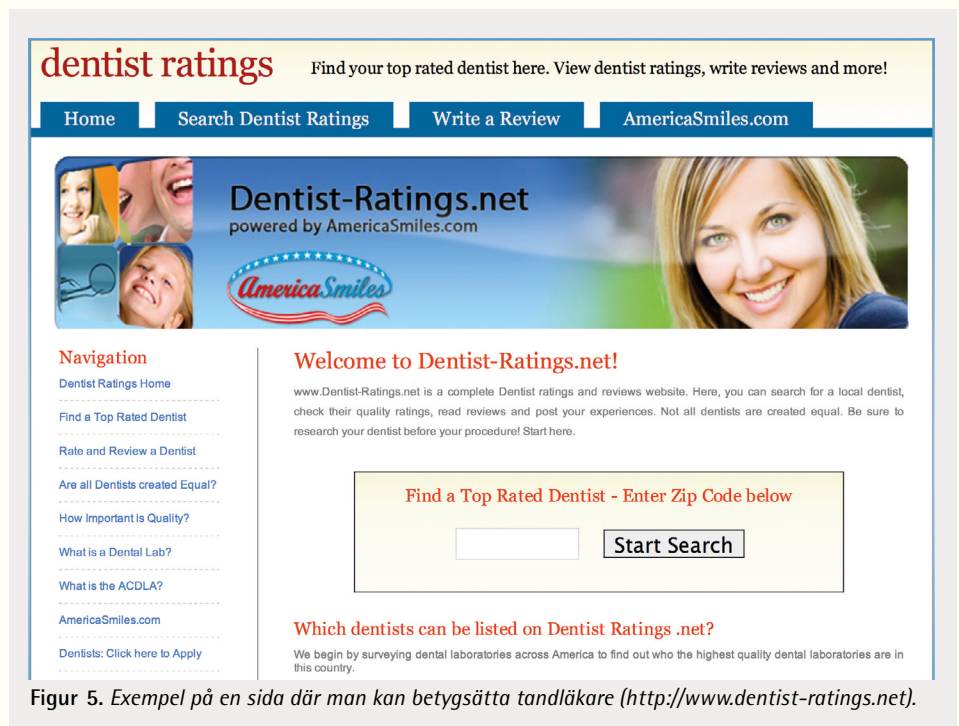 dentist ratings
Find your top rated dentist here. View dentist ratings, write reviews and more!
Home
Search Dentist Ratings
Write a Review
AmericaSmiles.com
Dentist-Ratings.net
powered by AmericaSmiles.com
AmericaSmiles
Navigation
Dentist Ratings Home
Find a Top Rated Dentist
Rate and Review a Dentist
Are all Dentists created Equal?
How Important is Quality?
What is a Dental Lab?
What is the ACDLA?
AmericaSmiles.com
Dentists: Click here to Apply
Welcome to Dentist-Ratings.net!
www.Dentist-Ratings.net is a complete Dentist ratings and reviews website. Here, you can search for a local dentist,
check their quality ratings, read reviews and post your experiences. Not all dentists are created equal. Be sure to
research your dentist before your procedure! Start here.
Find a Top Rated Dentist - Enter Zip Code below
Start Search
Which dentists can be listed on Dentist Ratings .net?
We begin by surveying dental laboratories across America to find out who the highest quality dental laboratories are in
this country.
Figur 5. Exempel på en sida där man kan betygsätta tandläkare (http://www.dentist-ratings.net).